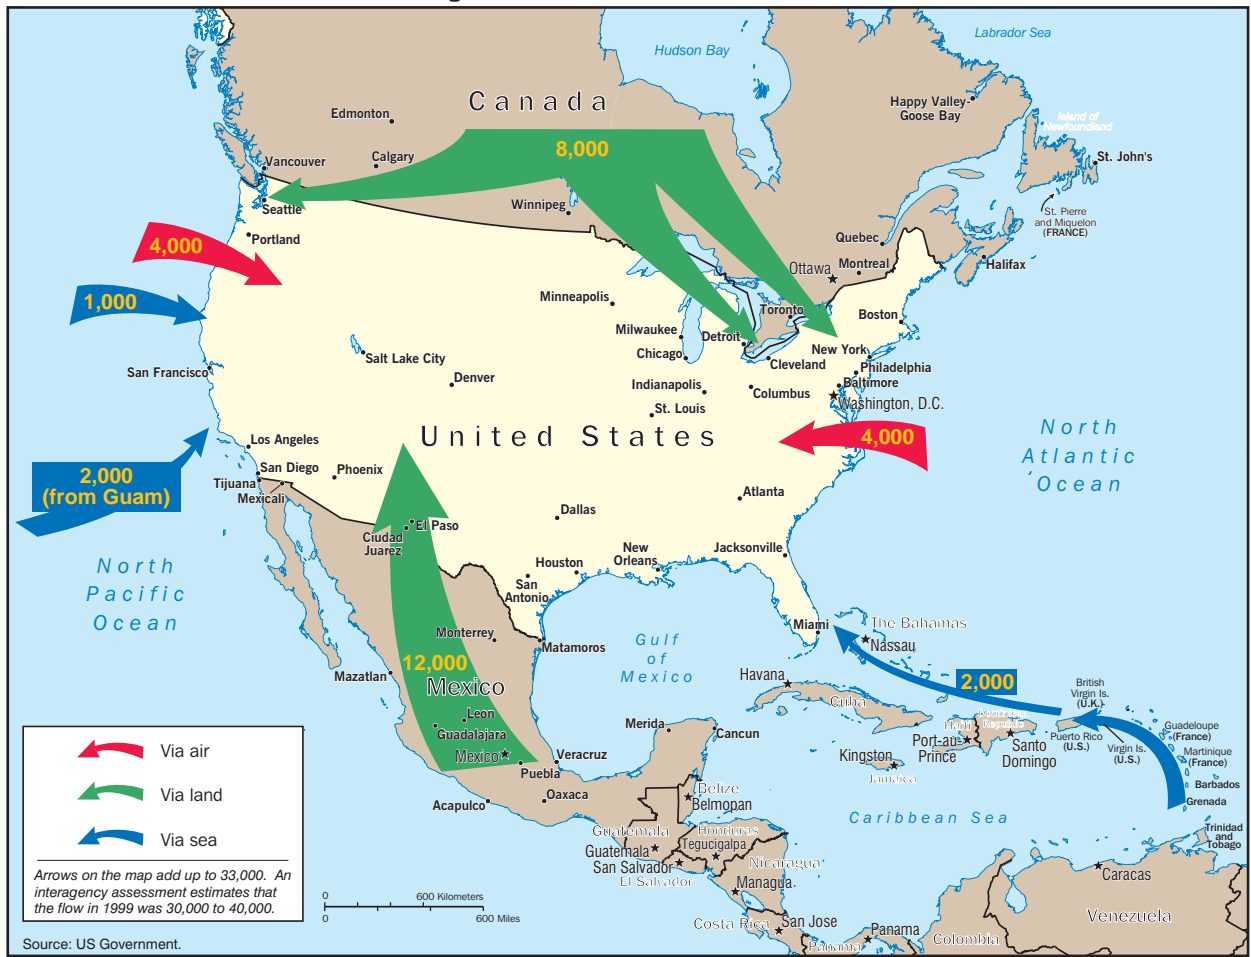 Hudson Bay
Labrador Sea
Canada
Edmonton
Happy Valley-
Goose Bay
Island of
Newfoundland
8,000
Vancouver
Calgary
St. John's
Seattle
Winnipeg
St. Pierre
and Miquelon
(FRANCE)
4,000
Portland
Quebec
Ottawa
Montreal
Halifax
1,000
Minneapolis
Toronto
Boston
Milwaukee
Detroit
Chicago
New York
Salt Lake City
Cleveland
Philadelphia
San Francisco
Denver
Indianapolis
Columbus
Baltimore
St. Louis
Washington, D.C.
Los Angeles
United States
4,000
North
Atlantic
Ocean
2,000
(from Guam)
San Diego
Phoenix
Tijuana
Mexicali
Atlanta
Dallas
El Paso
Ciudad
Juarez
Jacksonville
New
Orleans
Houston
San
Antonio
North
Pacific
Ocean
Miami
The Bahamas
Nassau
Monterrey
Matamoros
Gulf
of
Mexico
12,000
Mazatlan
Mexico
Havana
Cuba
2,000
British
Virgin Is.
(U.K.)
Leon
Guadalajara
Merida
Cancun
Haiti
Dominican
Republic
Port-au-
Prince
Santo
Domingo
Puerto Rico
(U.S.)
Virgin Is.
(U.S.)
Guadeloupe
(France)
Martinique
(France)
Barbados
Grenada
Mexico
Veracruz
Puebla
Kingston
Jamaica
Acapulco
Oaxaca
Belize
Belmopan
Caribbean Sea
Guatemala
Guatemala
Honduras
Tegucigalpa
San Salvador
El Salvador
Nicaragua
Managua
Trinidad
and
Tobago
Caracas
Costa Rica
San Jose
Panama
Panama
Colombia
Venezuela
Via air
Via land
Via sea
Arrows on the map add up to 33,000. An
interagency assessment estimates that
the flow in 1999 was 30,000 to 40,000.
0 600 Kilometers
0 600 Miles
Source: US Government.